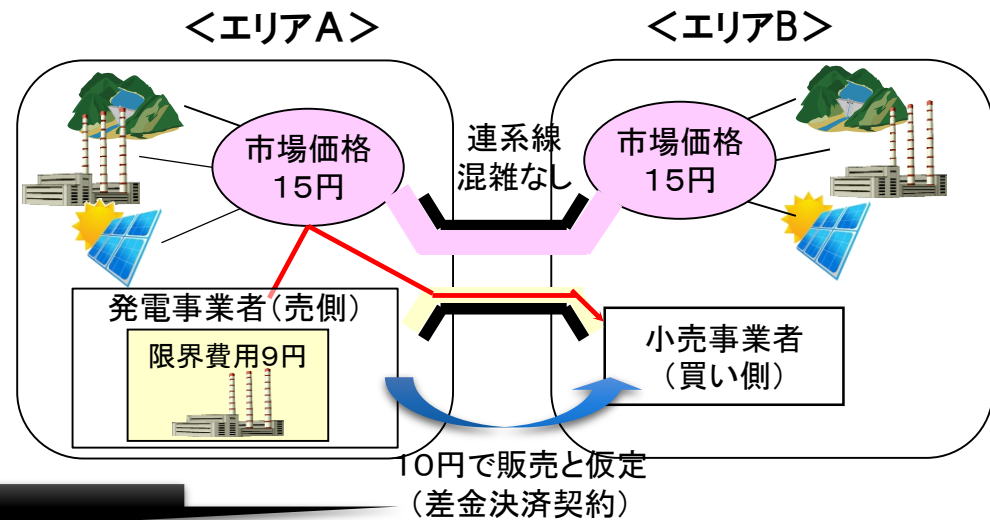 ＜エリアA＞
＜エリアB＞
市場価格
15円
連系線
混雑なし
市場価格
15円
発電事業者（売側）
限界費用9円
小売事業者
（買い側）
10円で販売と仮定
（差金決済契約）